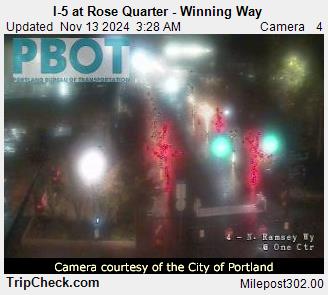 I-5 at Rose Quarter - Winning Way
Updated Nov 13 2024 3:28 AM Camera 4
PBOT
PORTLAND BUREAU OF TRANSPORTATION
4 - N. Ramsey Wy
@ One Ctr
Camera courtesy of the City of Portland
TripCheck.com Milepost302.00